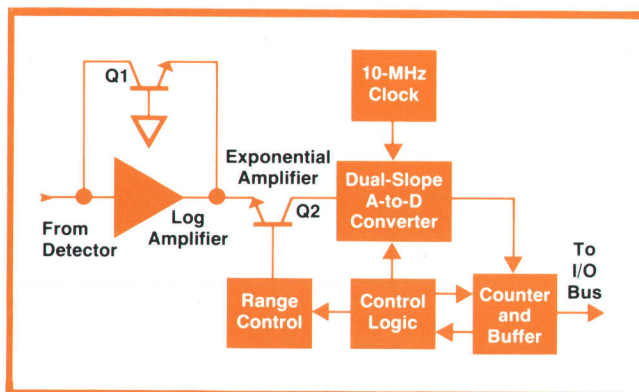 Q1
10-MHz
Clock
Exponential
Amplifier
Q2
Dual-Slope
A-to-D
Converter
From
Detector
Log
Amplifier
To
I/O
Bus
Range
Control
Control
Logic
Counter
and
Buffer